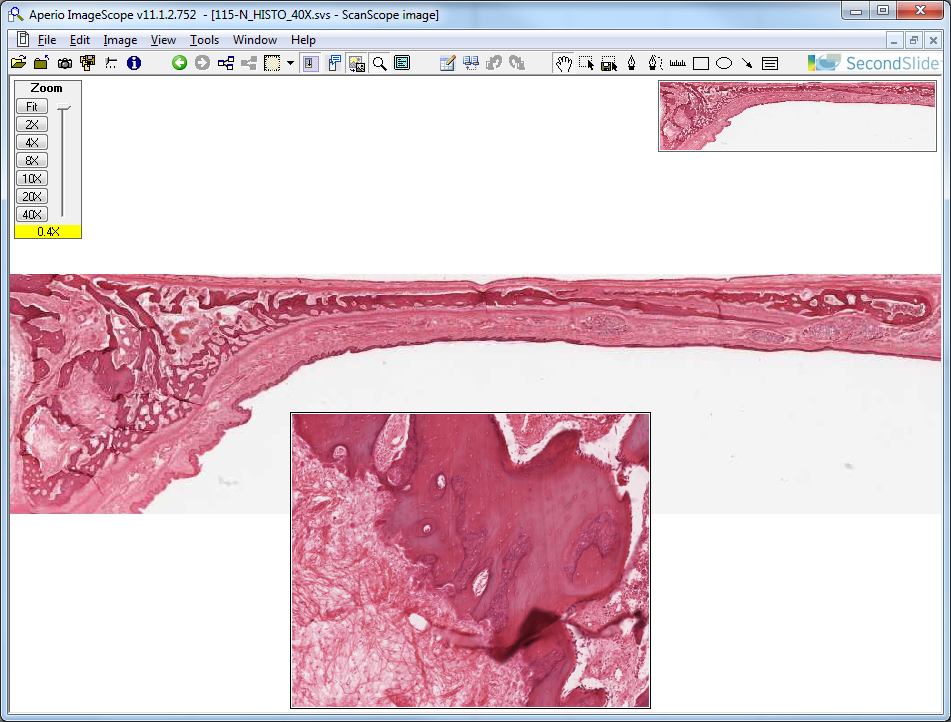 Aperio ImageScope v11.1.2.752 - [115-N_HISTO_40X.svs - ScanScope image]
File Edit Image View Tools Window Help
SecondSlide
Zoom
Fit
2X
4X
8X
10X
20X
40X
0.4X